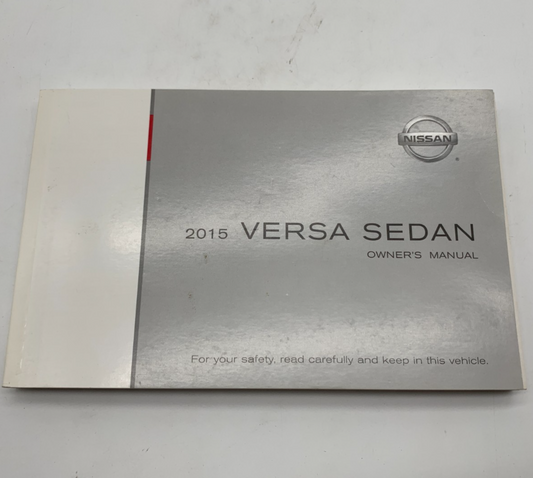 NISSAN
2015 VERSA SEDAN
OWNER'S MANUAL
For your safety, read carefully and keep in this vehicle.